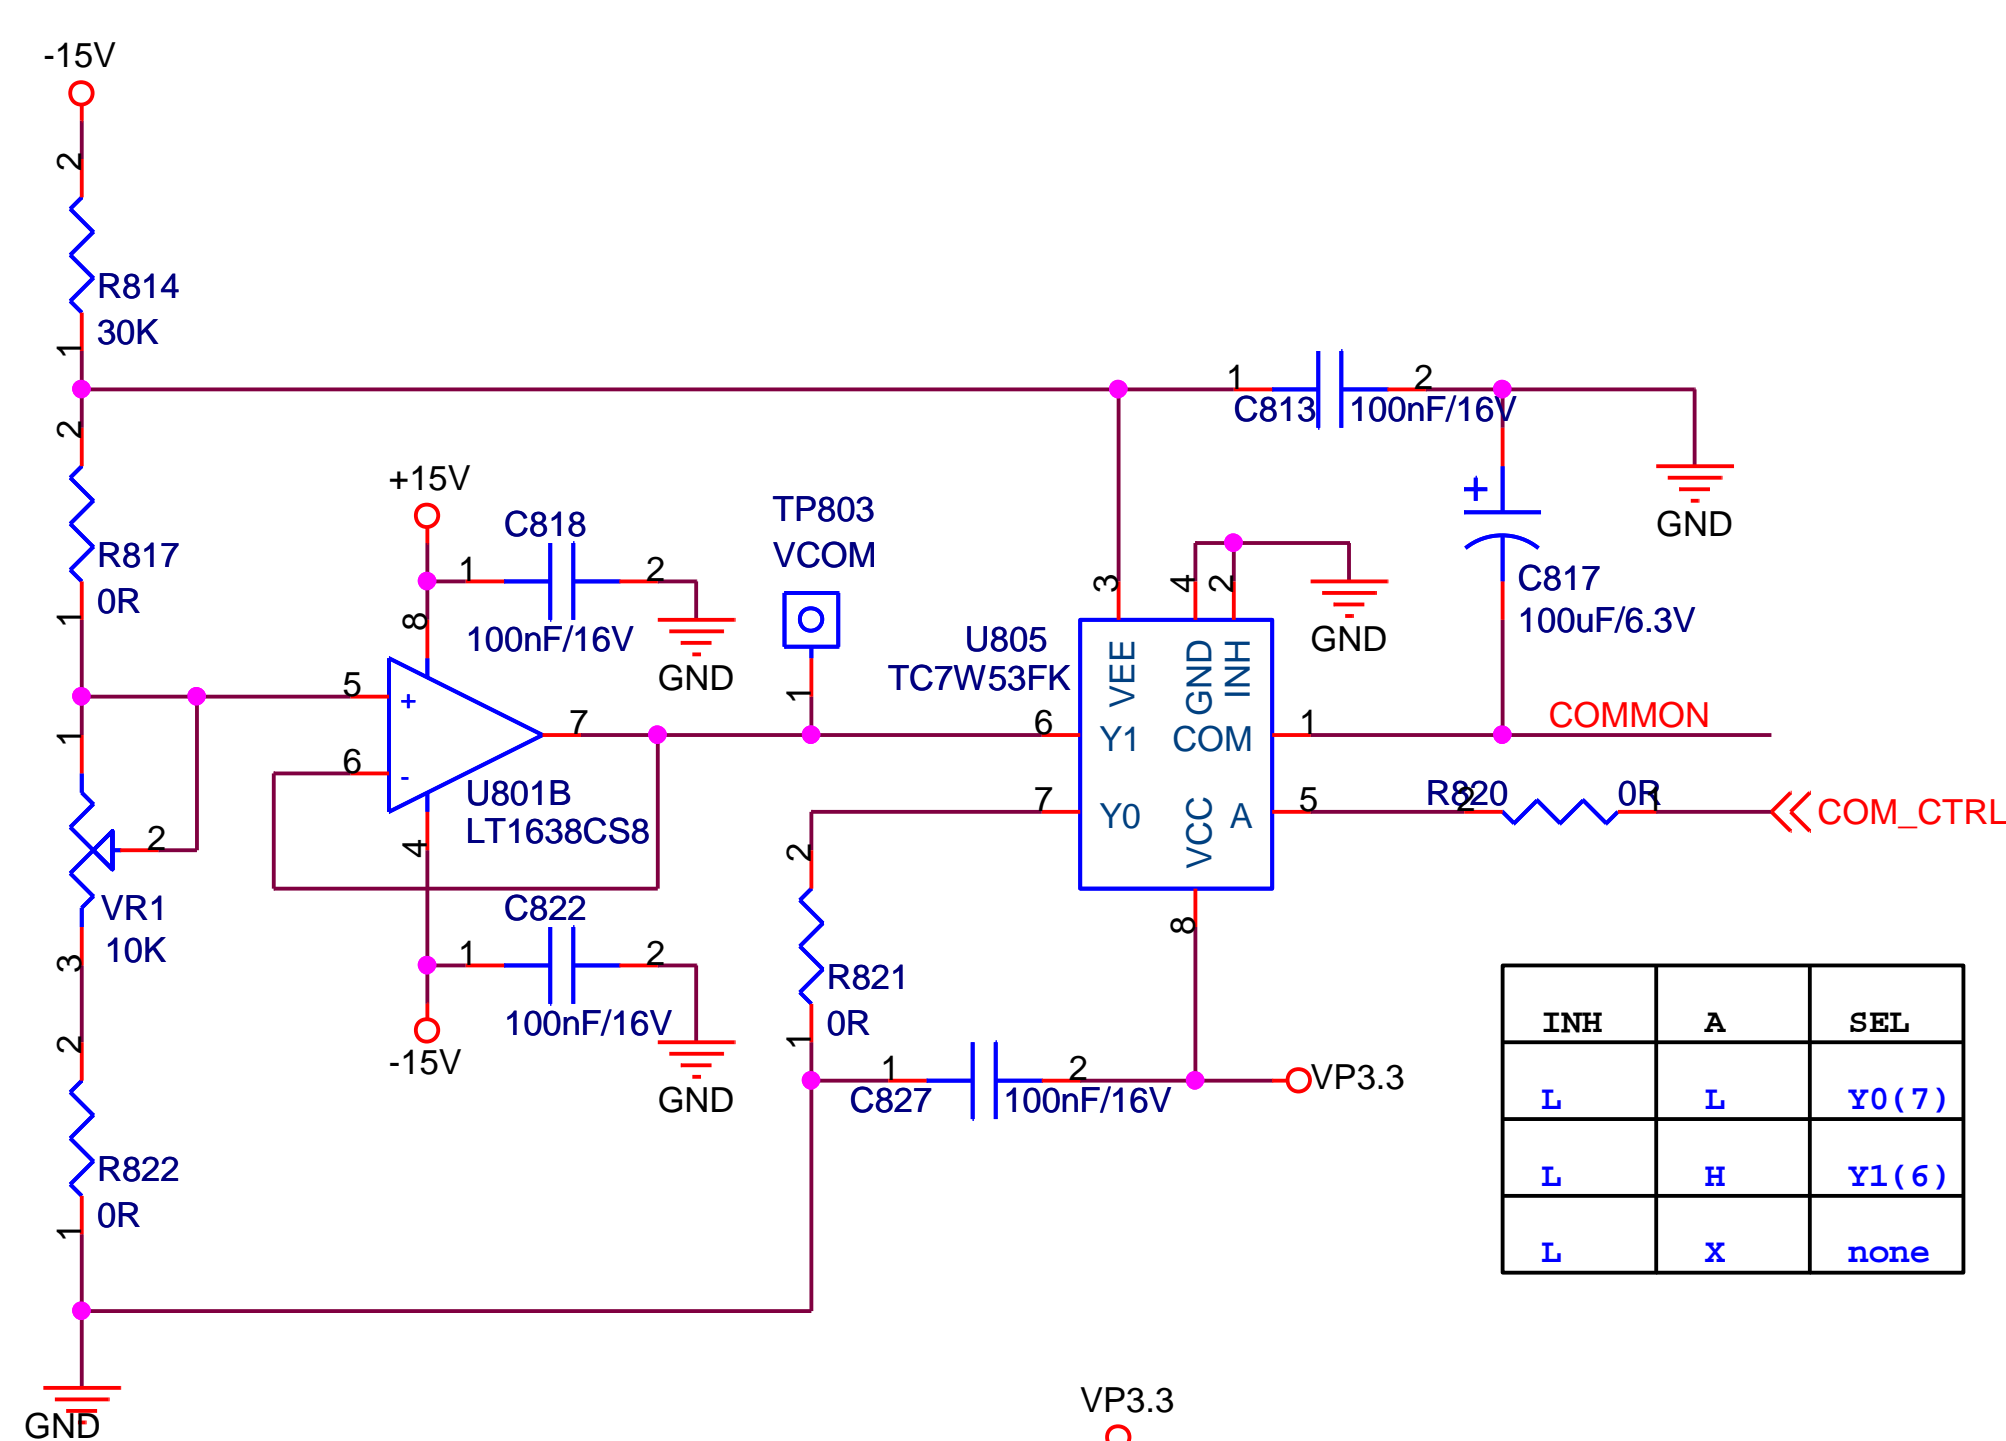 -15V
2
R814
30K
1
2
R817
0R
1
1
2
VR1
10K
3
2
R822
0R
1
GND
+15V
C818
1
2
8
100nF/16V
GND
5
+
7
6
-
U801B
LT1638CS8
4
C822
1
2
100nF/16V
-15V
GND
TP803
VCOM
1
U805
TC7W53FK
3
4
2
VEE
GND
INH
6
Y1
COM
1
7
Y0
VCC
A
5
8
GND
1
2
C813
100nF/16V
GND
+
C817
100uF/6.3V
COMMON
R820
2
0R
1
COM_CTRL
2
R821
0R
1
1
2
C827
100nF/16V
VP3.3
INH A SEL
L L Y0(7)
L H Y1(6)
L X none
VP3.3